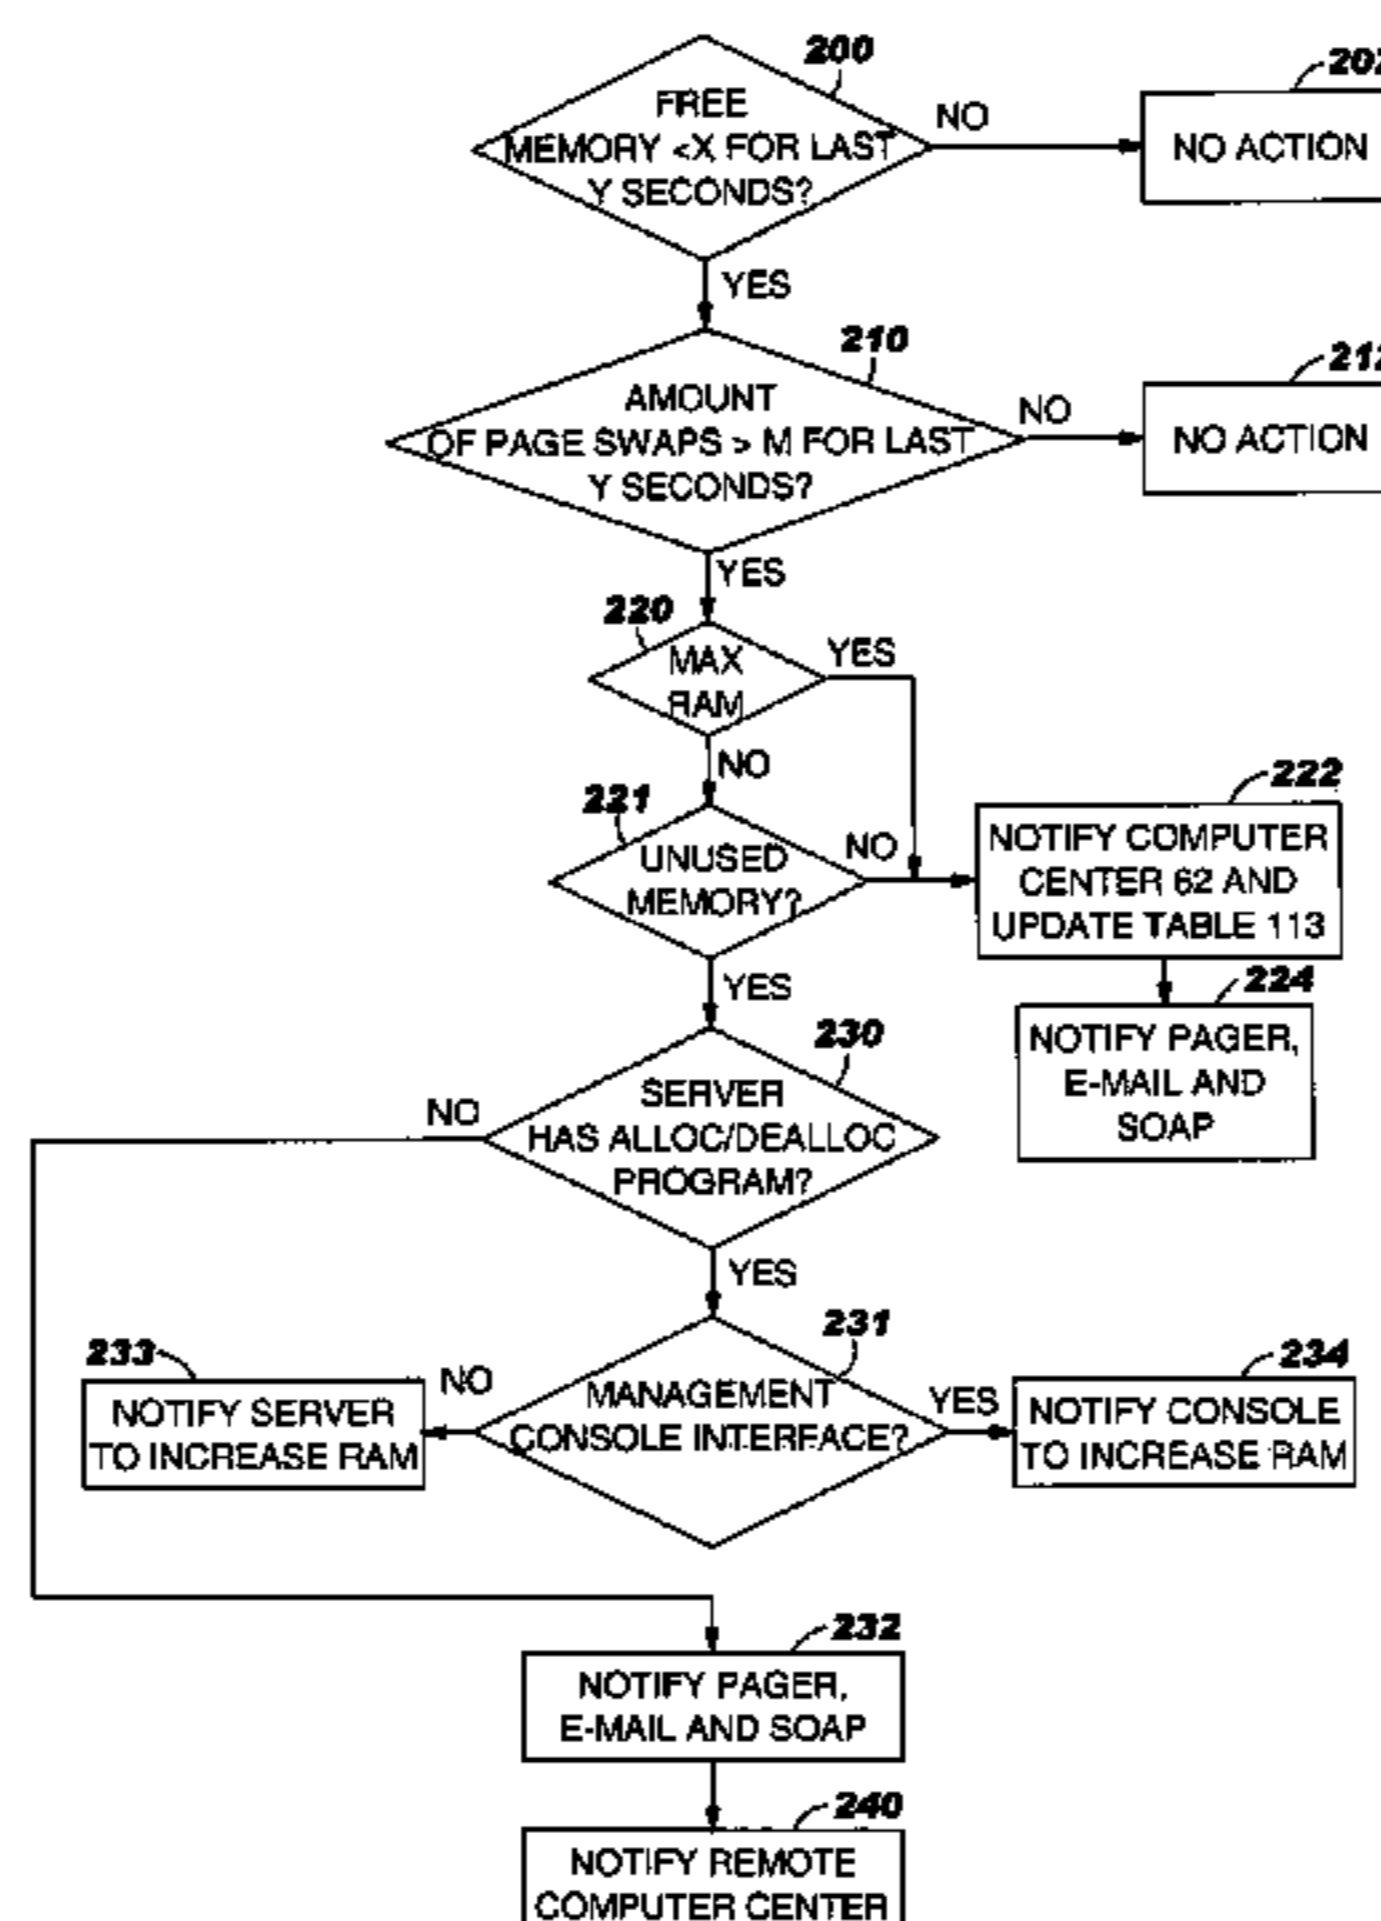 200
FREE
MEMORY <X FOR LAST
Y SECONDS?
NO
NO ACTION
YES
210
AMOUNT
OF PAGE SWAPS > M FOR LAST
Y SECONDS?
NO
NO ACTION
YES
220
MAX
RAM
YES
NO
221
UNUSED
MEMORY?
NO
222
NOTIFY COMPUTER
CENTER 62 AND
UPDATE TABLE 113
224
NOTIFY PAGER,
E-MAIL AND
SOAP
YES
230
SERVER
HAS ALLOC/DEALLOC
PROGRAM?
NO
YES
231
MANAGEMENT
CONSOLE INTERFACE?
NO
233
NOTIFY SERVER
TO INCREASE RAM
YES
234
NOTIFY CONSOLE
TO INCREASE RAM
232
NOTIFY PAGER,
E-MAIL AND SOAP
240
NOTIFY REMOTE
COMPUTER CENTER